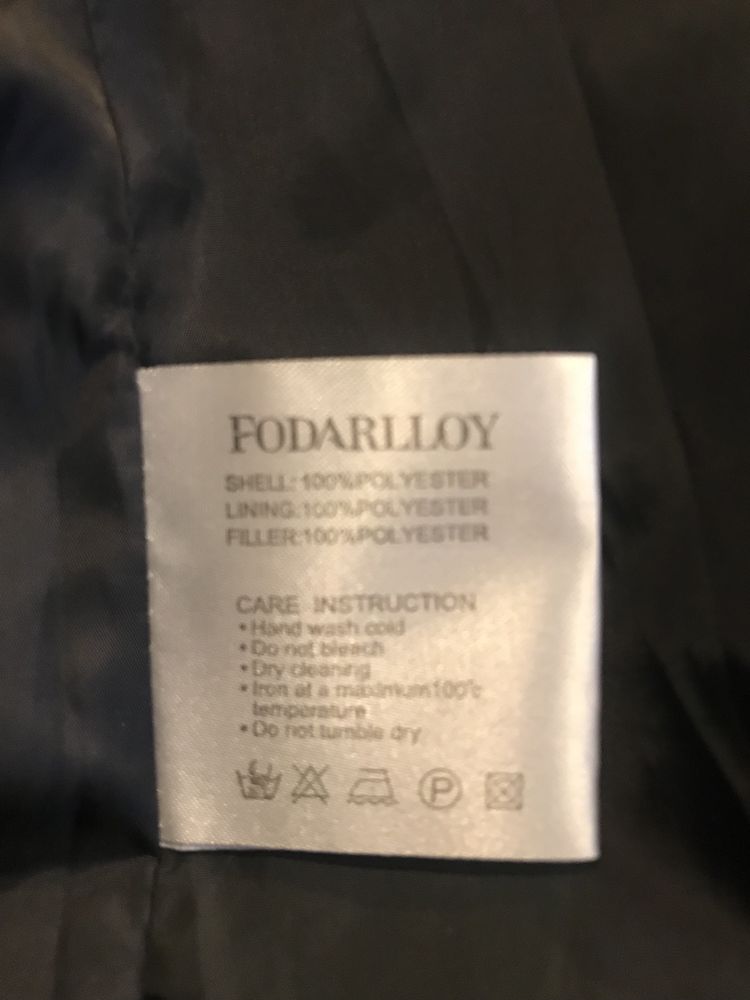 FODARLLOY
SHELL:100%POLYESTER
LINING:100%POLYESTER
FILLER:100%POLYESTER
CARE INSTRUCTION
• Hand wash cold
• Do not bleach
• Dry cleaning
• Iron at a maximum100℃
temperature
• Do not tumble dry
P